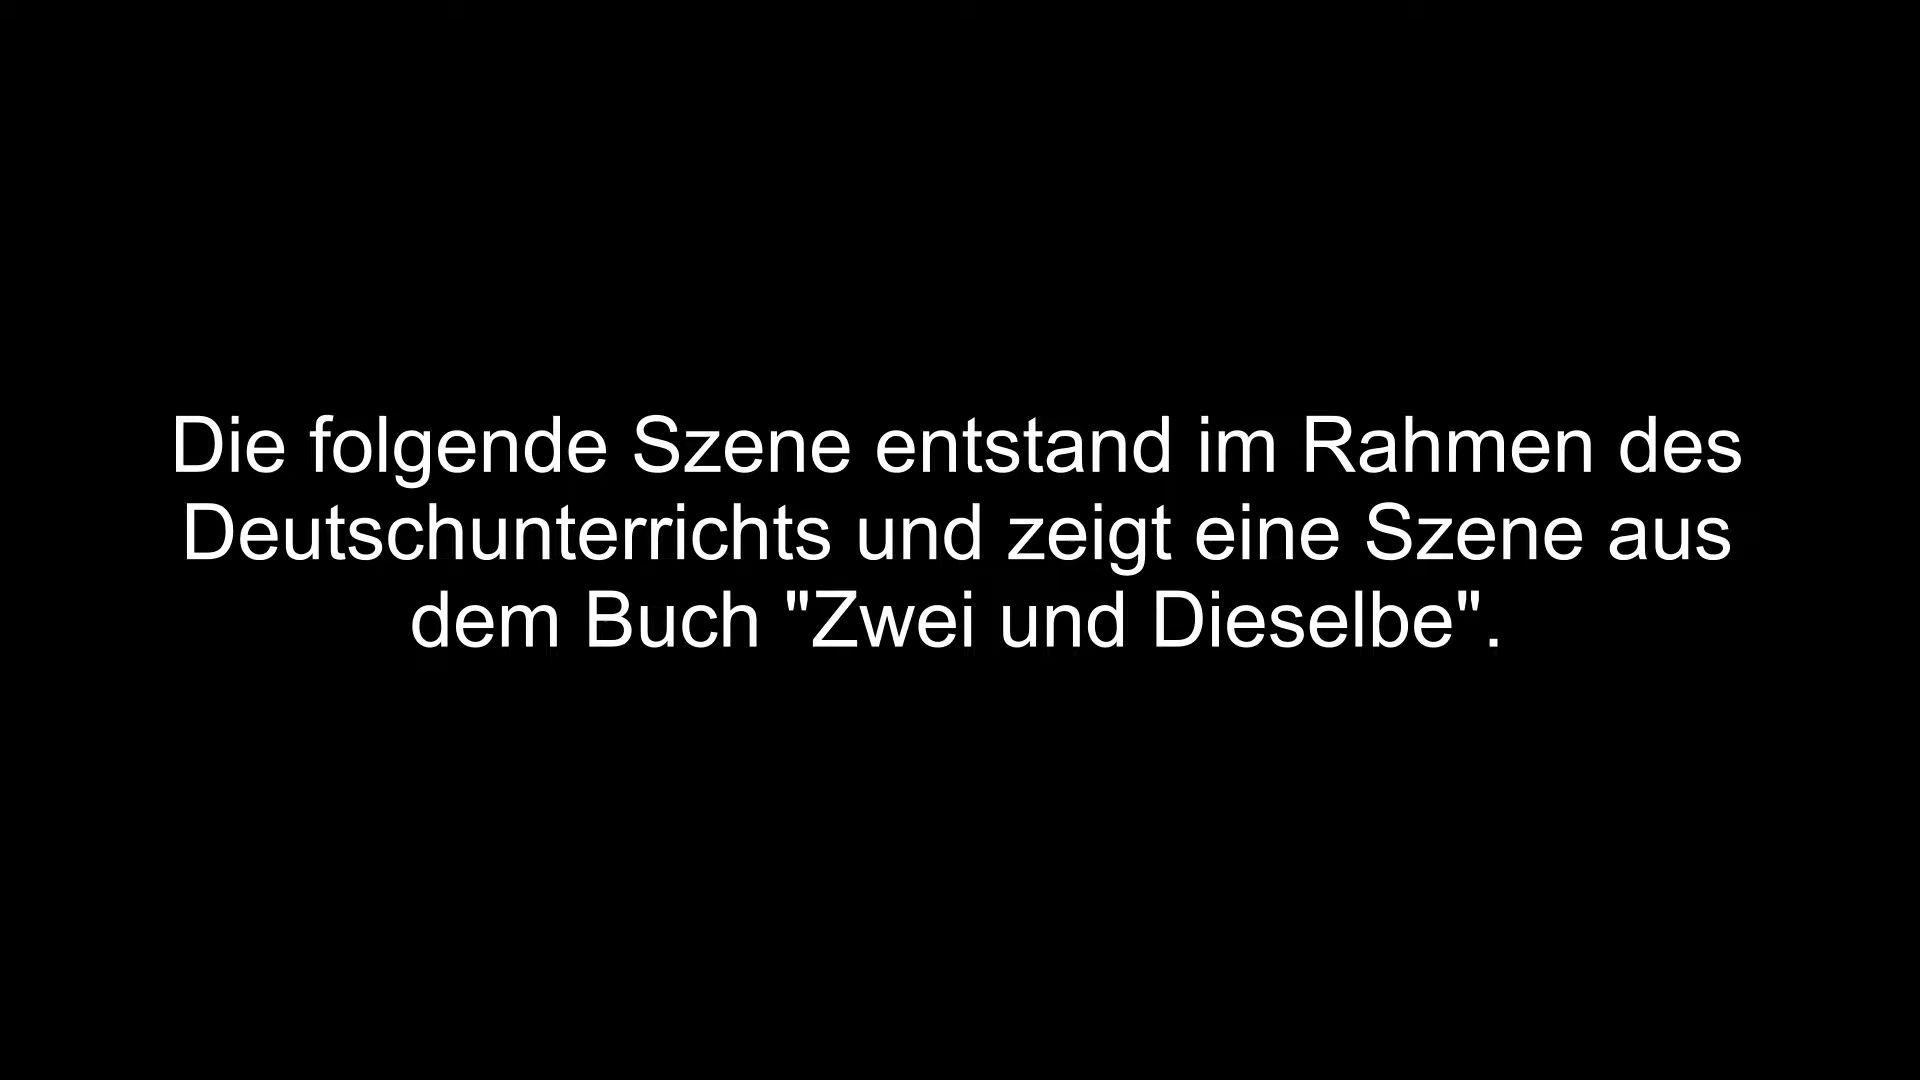 Die folgende Szene entstand im Rahmen des
Deutschunterrichts und zeigt eine Szene aus
dem Buch "Zwei und Dieselbe".